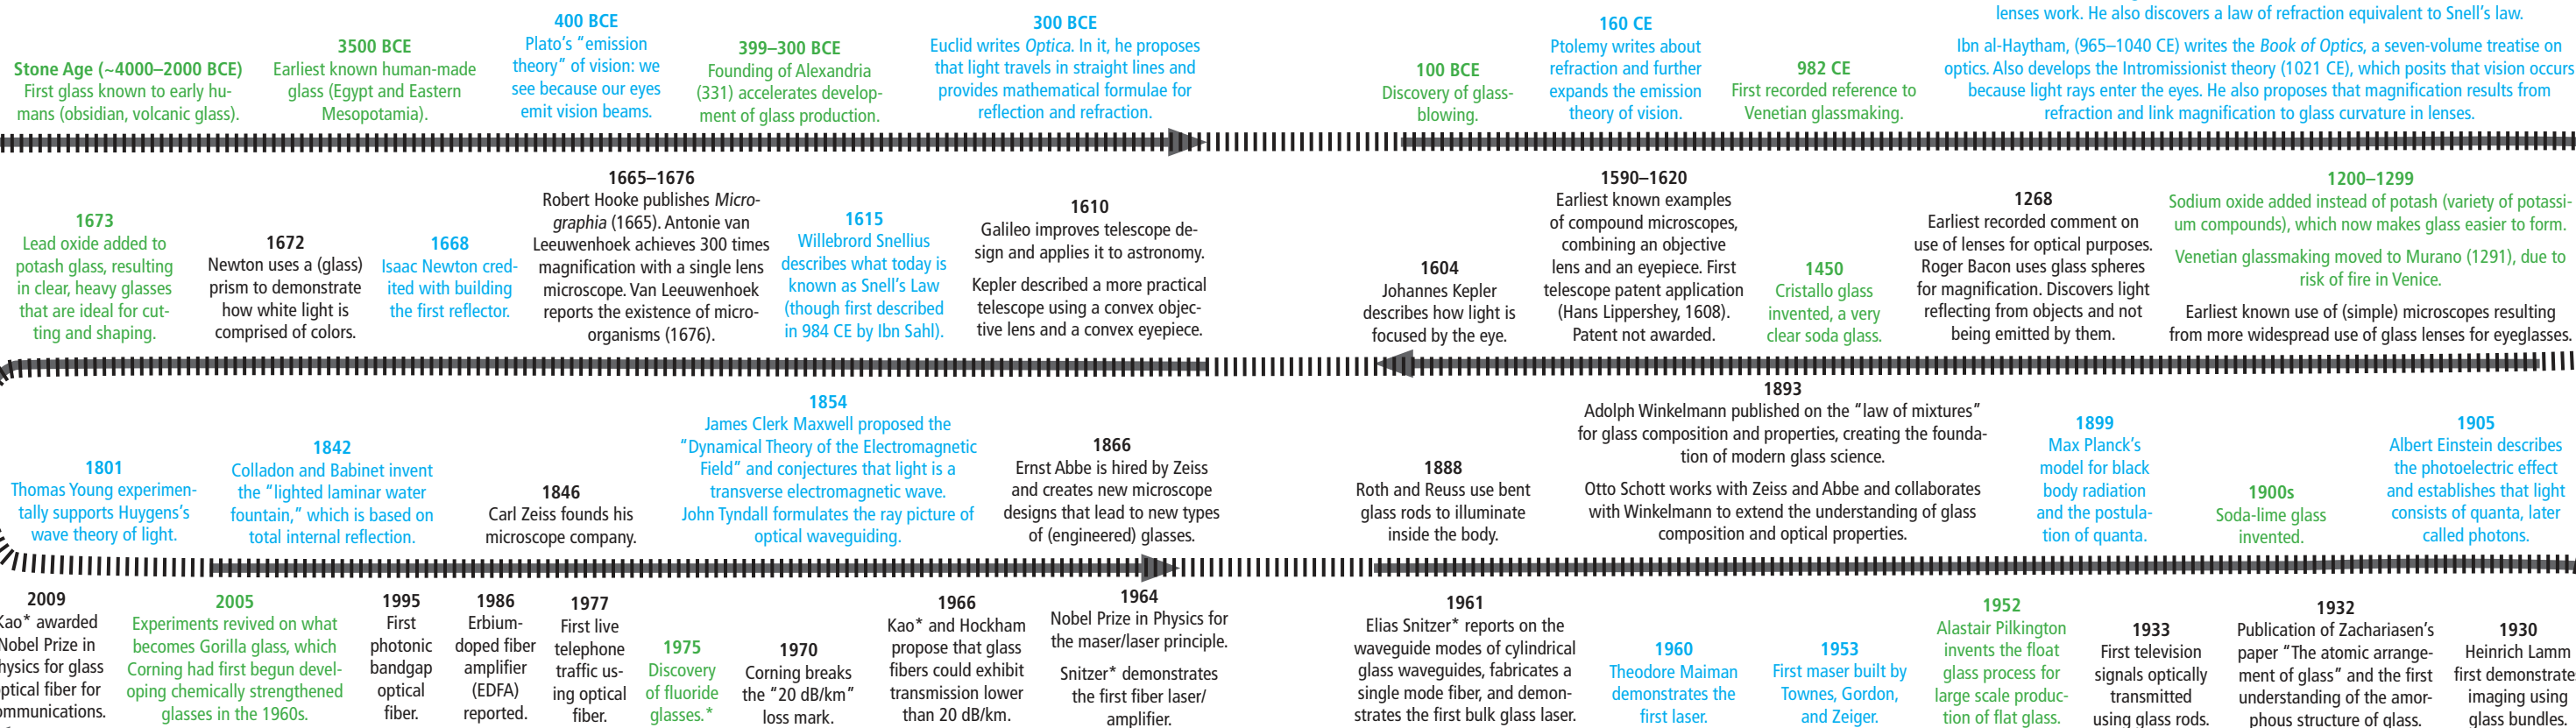 Stone Age (~4000–2000 BCE)
First glass known to early hu-
mans (obsidian, volcanic glass).
3500 BCE
Earliest known human-made
glass (Egypt and Eastern
Mesopotamia).
400 BCE
Plato's “emission
theory” of vision: we
see because our eyes
emit vision beams.
399–300 BCE
Founding of Alexandria
(331) accelerates develop-
ment of glass production.
300 BCE
Euclid writes Optica. In it, he proposes
that light travels in straight lines and
provides mathematical formulae for
reflection and refraction.
100 BCE
Discovery of glass-
blowing.
160 CE
Ptolemy writes about
refraction and further
expands the emission
theory of vision.
982 CE
First recorded reference to
Venetian glassmaking.
lenses work. He also discovers a law of refraction equivalent to Snell’s law.
Ibn al-Haytham, (965–1040 CE) writes the Book of Optics, a seven-volume treatise on
optics. Also develops the Intromissionist theory (1021 CE), which posits that vision occurs
because light rays enter the eyes. He also proposes that magnification results from
refraction and link magnification to glass curvature in lenses.
1673
Lead oxide added to
potash glass, resulting
in clear, heavy glasses
that are ideal for cut-
ting and shaping.
1672
Newton uses a (glass)
prism to demonstrate
how white light is
comprised of colors.
1668
Isaac Newton cred-
ited with building
the first reflector.
1665–1676
Robert Hooke publishes Micro-
graphia (1665). Antonie van
Leeuwenhoek achieves 300 times
magnification with a single lens
microscope. Van Leeuwenhoek
reports the existence of micro-
organisms (1676).
1615
Willebrord Snellius
describes what today is
known as Snell’s Law
(though first described
in 984 CE by Ibn Sahl).
1610
Galileo improves telescope de-
sign and applies it to astronomy.
Kepler described a more practical
telescope using a convex objec-
tive lens and a convex eyepiece.
1604
Johannes Kepler
describes how light is
focused by the eye.
1590–1620
Earliest known examples
of compound microscopes,
combining an objective
lens and an eyepiece. First
telescope patent application
(Hans Lippershey, 1608).
Patent not awarded.
1450
Cristallo glass
invented, a very
clear soda glass.
1268
Earliest recorded comment on
use of lenses for optical purposes.
Roger Bacon uses glass spheres
for magnification. Discovers light
reflecting from objects and not
being emitted by them.
1200–1299
Sodium oxide added instead of potash (variety of potassi-
um compounds), which now makes glass easier to form.
Venetian glassmaking moved to Murano (1291), due to
risk of fire in Venice.
Earliest known use of (simple) microscopes resulting
from more widespread use of glass lenses for eyeglasses.
1801
Thomas Young experimen-
tally supports Huygens’s
wave theory of light.
1842
Colladon and Babinet invent
the “lighted laminar water
fountain,” which is based on
total internal reflection.
1846
Carl Zeiss founds his
microscope company.
1854
James Clerk Maxwell proposed the
“Dynamical Theory of the Electromagnetic
Field” and conjectures that light is a
transverse electromagnetic wave.
John Tyndall formulates the ray picture of
optical waveguiding.
1866
Ernst Abbe is hired by Zeiss
and creates new microscope
designs that lead to new types
of (engineered) glasses.
1888
Roth and Reuss use bent
glass rods to illuminate
inside the body.
1893
Adolph Winkelmann published on the “law of mixtures”
for glass composition and properties, creating the founda-
tion of modern glass science.
Otto Schott works with Zeiss and Abbe and collaborates
with Winkelmann to extend the understanding of glass
composition and optical properties.
1899
Max Planck’s
model for black
body radiation
and the postula-
tion of quanta.
1900s
Soda-lime glass
invented.
1905
Albert Einstein describes
the photoelectric effect
and establishes that light
consists of quanta, later
called photons.
2009
Kao* awarded
Nobel Prize in
hysics for glass
ptical fiber for
mmunications.
2005
Experiments revived on what
becomes Gorilla glass, which
Corning had first begun devel-
oping chemically strengthened
glasses in the 1960s.
1995
First
photonic
bandgap
optical
fiber.
1986
Erbium-
doped fiber
amplifier
(EDFA)
reported.
1977
First live
telephone
traffic us-
ing optical
fiber.
1975
Discovery
of fluoride
glasses.*
1970
Corning breaks
the “20 dB/km”
loss mark.
1966
Kao* and Hockham
propose that glass
fibers could exhibit
transmission lower
than 20 dB/km.
1964
Nobel Prize in Physics for
the maser/laser principle.
Snitzer* demonstrates
the first fiber laser/
amplifier.
1961
Elias Snitzer* reports on the
waveguide modes of cylindrical
glass waveguides, fabricates a
single mode fiber, and demon-
strates the first bulk glass laser.
1960
Theodore Maiman
demonstrates the
first laser.
1953
First maser built by
Townes, Gordon,
and Zeiger.
1952
Alastair Pilkington
invents the float
glass process for
large scale produc-
tion of flat glass.
1933
First television
signals optically
transmitted
using glass rods.
1932
Publication of Zachariasen’s
paper “The atomic arrange-
ment of glass” and the first
understanding of the amor-
phous structure of glass.
1930
Heinrich Lamm
first demonstrates
imaging using
glass bundles.